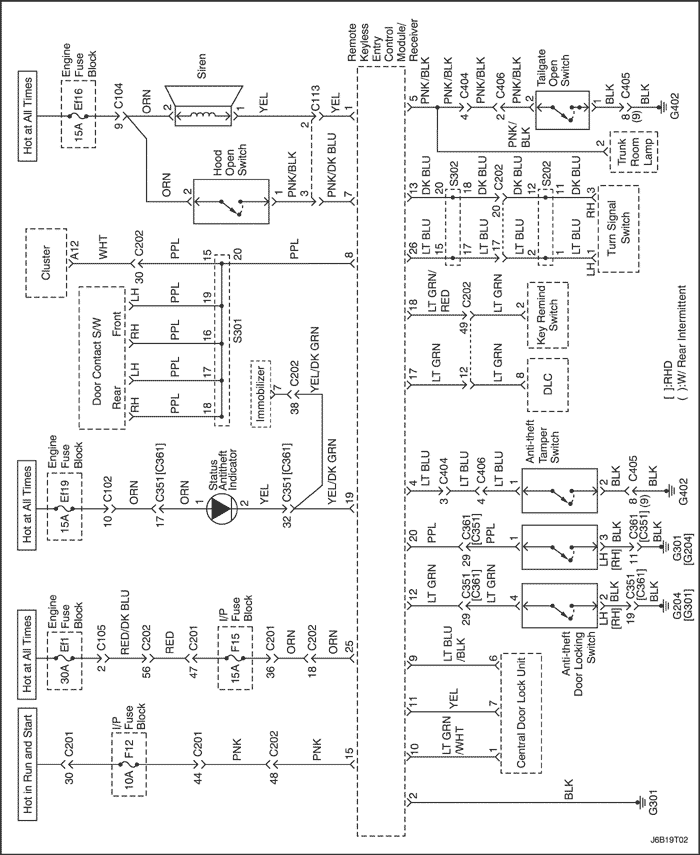 Hot at All Times
Engine
Fuse
Block
Ef16
15A
9
C104
ORN
Siren
2
1
YEL
C113
2
1
ORN
Hood
Open
Switch
2
1
PNK/BLK
3
PNK/DK BLU
7
Cluster
A12
WHT
C202
30
PPL
15
20
PPL
8
Door Contact S/W
Rear
Front
RH
LH
RH
LH
PPL
PPL
PPL
PPL
18
17
16
19
S301
Immobilizer
7
C202
38
YEL/DK GRN
Hot at All Times
Engine
Fuse
Block
Ef19
15A
C102
10
ORN
C351[C361]
17
ORN
Status
Antitheft
Indicator
1
2
YEL
C351[C361]
32
YEL/DK GRN
19
Hot at All Times
Engine
Fuse
Block
Ef1
30A
C105
2
RED/DK BLU
C202
56
RED
C201
47
I/P
Fuse
Block
F15
15A
C201
36
ORN
C202
18
ORN
25
Hot in Run and Start
C201
30
I/P
Fuse
Block
F12
10A
C201
44
PNK
C202
48
PNK
15
Remote
Keyless
Entry
Control
Module/
Receiver
5
PNK/BLK
C404
4
PNK/BLK
C406
2
PNK/BLK
Tailgate
Open
Switch
2
1
BLK
C405
8
(9)
BLK
G402
PNK/
BLK
2
Trunk
Room
Lamp
13
DK BLU
20
S302
18
DK BLU
C202
20
DK BLU
12
S202
11
DK BLU
RH
3
26
LT BLU
15
17
LT BLU
17
LT BLU
2
1
LT BLU
LH
1
Turn Signal
Switch
18
LT GRN/
RED
C202
49
LT GRN
2
Key Remind
Switch
17
LT GRN
12
LT GRN
8
DLC
[ ]:RHD
( ):W/ Rear Intermittent
4
LT BLU
C404
3
LT BLU
C406
4
LT BLU
Anti-theft
Tamper
Switch
1
2
BLK
C405
8
(9)
BLK
G402
20
PPL
C361
[C351]
29
PPL
1
3
LH
[RH]
BLK
C361
[C351]
11
BLK
G301
[G204]
12
LT GRN
C351
[C361]
29
LT GRN
4
2
LH
[RH]
BLK
C351
[C361]
19
BLK
G204
[G301]
Anti-theft
Door Locking
Switch
9
LT BLU
/BLK
6
11
YEL
7
10
LT GRN
/WHT
1
Central Door Lock Unit
2
BLK
G301
J6B19T02